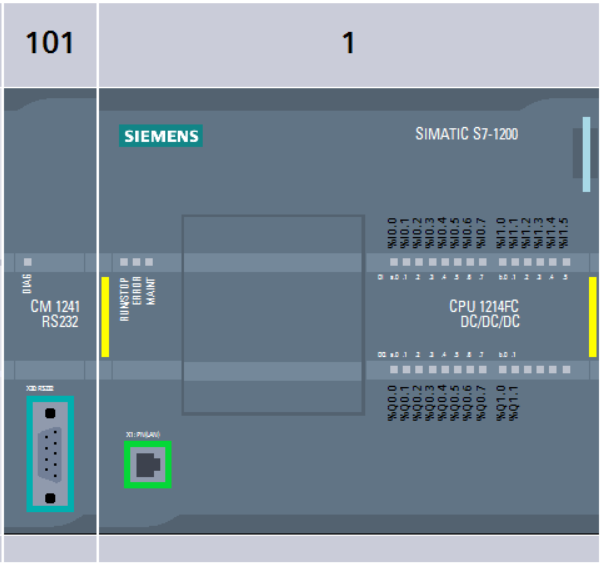 101
1
SIEMENS
SIMATIC S7-1200
%I0.0
%I0.1
%I0.2
%I0.3
%I0.4
%I0.5
%I0.6
%I0.7
%I1.0
%I1.1
%I1.2
%I1.3
%I1.4
%I1.5
DIAG
CM 1241
RS232
RUN/STOP
ERROR
MAINT
DI a.0 .1 .2 .3 .4 .5 .6 .7 b.0 .1 .2 .3 .4 .5
CPU 1214FC
DC/DC/DC
DQ a.0 .1 .2 .3 .4 .5 .6 .7 b.0 .1
%Q0.0
%Q0.1
%Q0.2
%Q0.3
%Q0.4
%Q0.5
%Q0.6
%Q0.7
%Q1.0
%Q1.1
X1: PN(LAN)